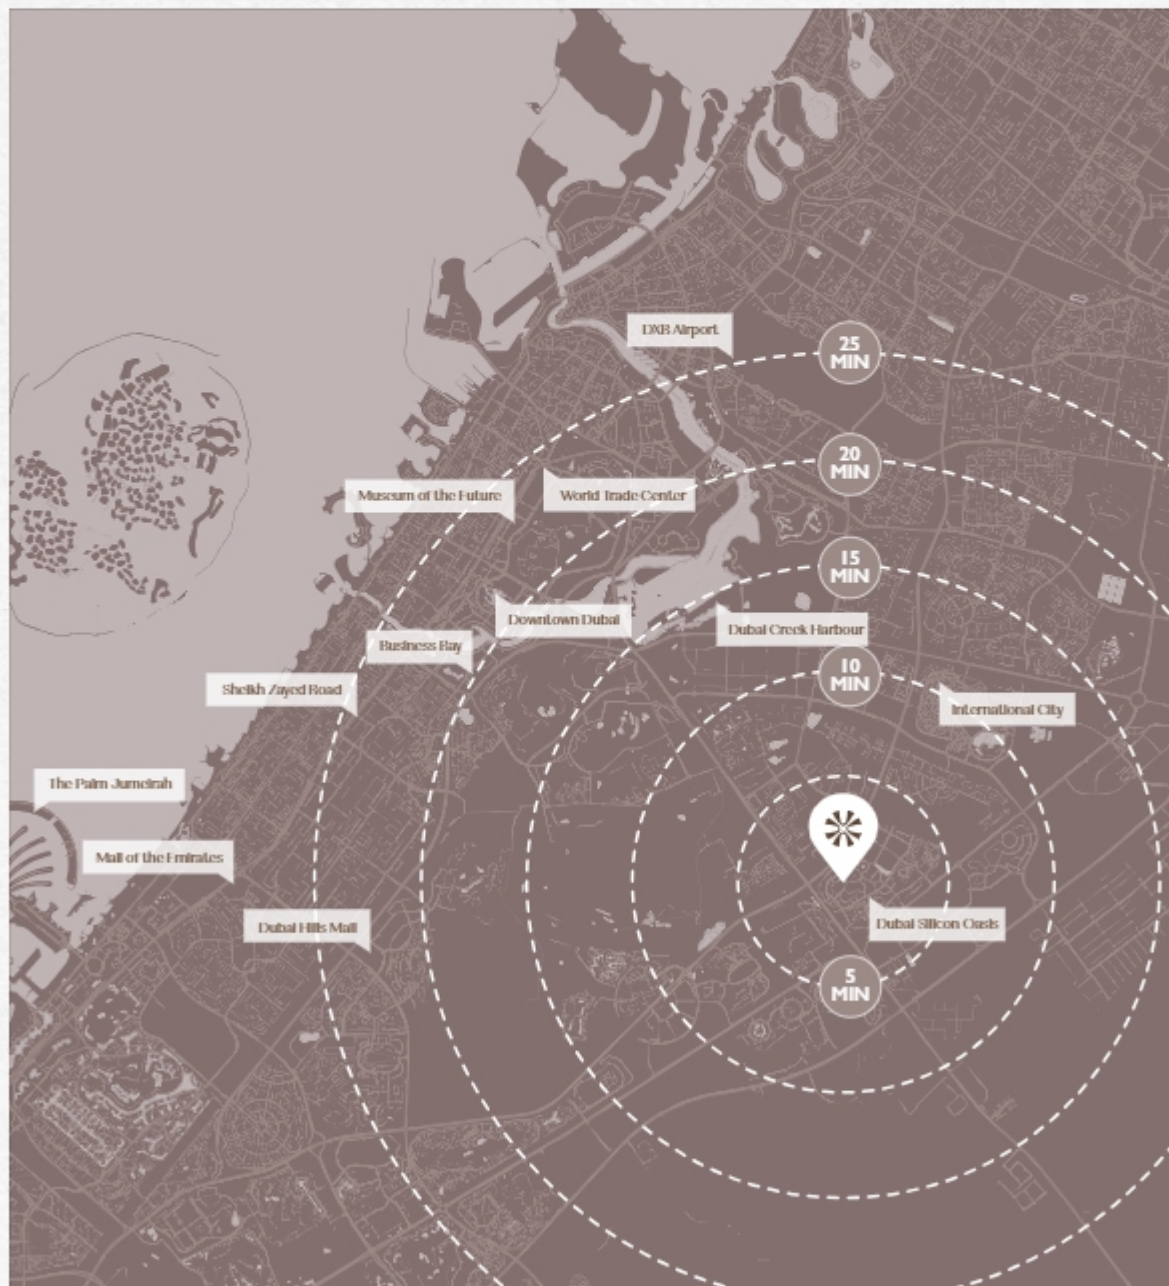 DXB Airport
25
MIN
20
MIN
Museum of the Future
World Trade Center
15
MIN
Downtown Dubai
Dubai Creek Harbour
Business Bay
10
MIN
Sheikh Zayed Road
International City
The Palm Jumeirah
Mall of the Emirates
Dubai Hills Mall
Dubai Silicon Oasis
5
MIN